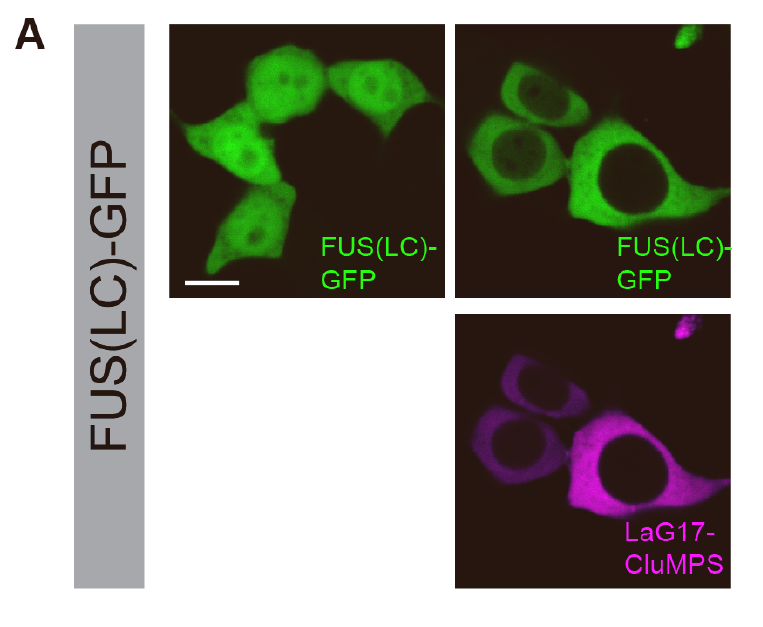 A
FUS(LC)-GFP
FUS(LC)-
GFP
FUS(LC)-
GFP
LaG17-
CluMPS